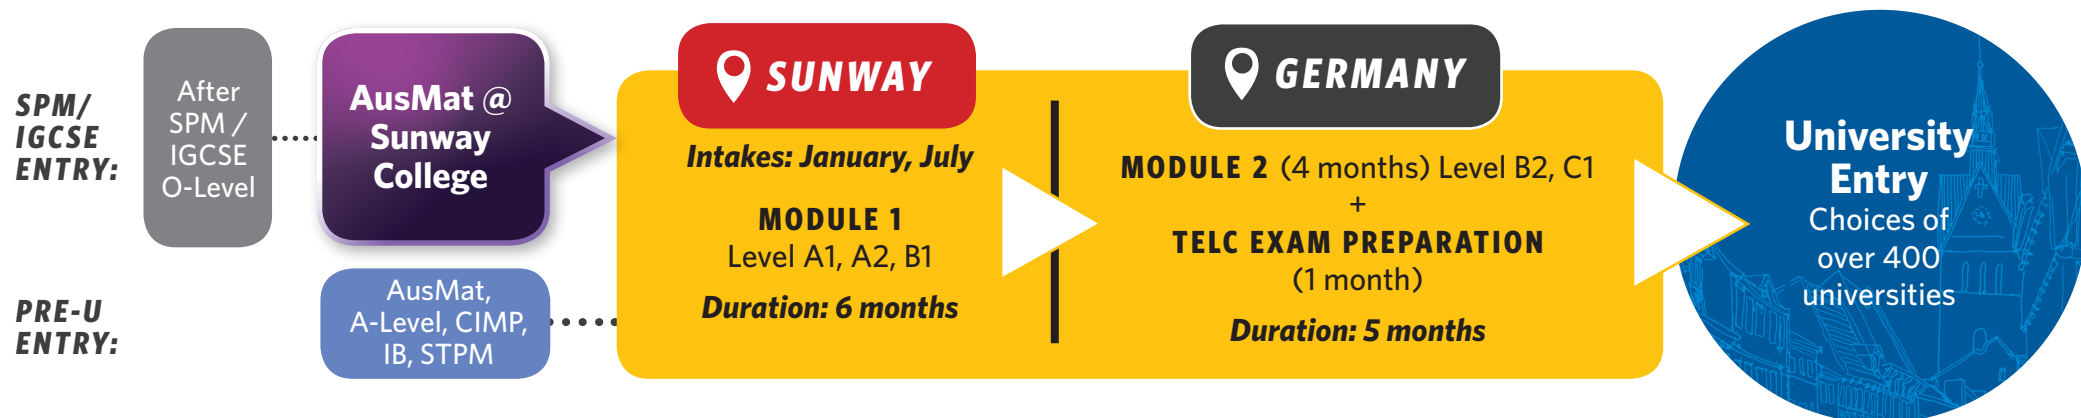 SPM/
IGCSE
ENTRY:
After
SPM /
IGCSE
O-Level
AusMat @
Sunway
College
PRE-U
ENTRY:
AusMat,
A-Level, CIMP,
IB, STPM
SUNWAY
Intakes: January, July
MODULE 1
Level A1, A2, B1
Duration: 6 months
GERMANY
MODULE 2 (4 months) Level B2, C1
+
TELC EXAM PREPARATION
(1 month)
Duration: 5 months
University
Entry
Choices of
over 400
universities